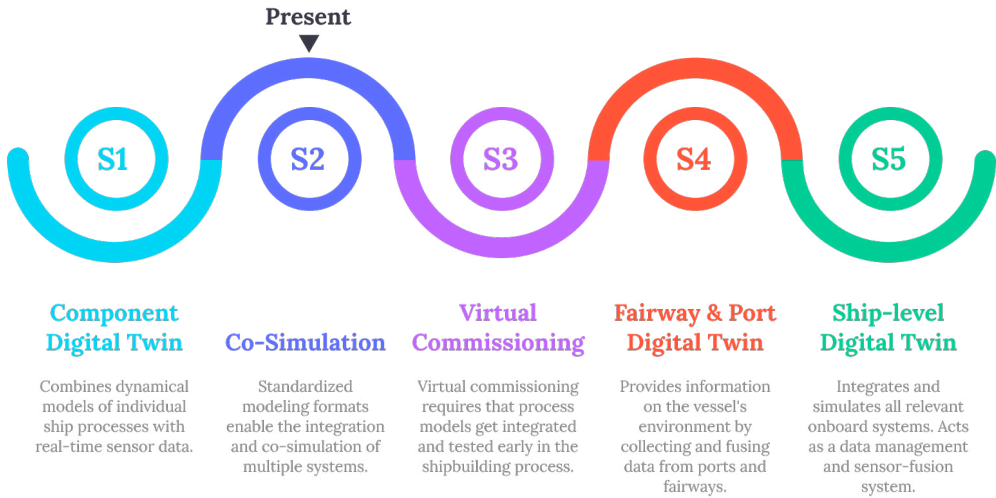 Present
S1
S2
S3
S4
S5
Component
Digital Twin
Combines dynamical
models of individual
ship processes with
real-time sensor data.
Co-Simulation
Standardized
modeling formats
enable the integration
and co-simulation of
multiple systems.
Virtual
Commissioning
Virtual commissioning
requires that process
models get integrated
and tested early in the
shipbuilding process.
Fairway & Port
Digital Twin
Provides information
on the vessel's
environment by
collecting and fusing
data from ports and
fairways.
Ship-level
Digital Twin
Integrates and
simulates all relevant
onboard systems. Acts
as a data management
and sensor-fusion
system.